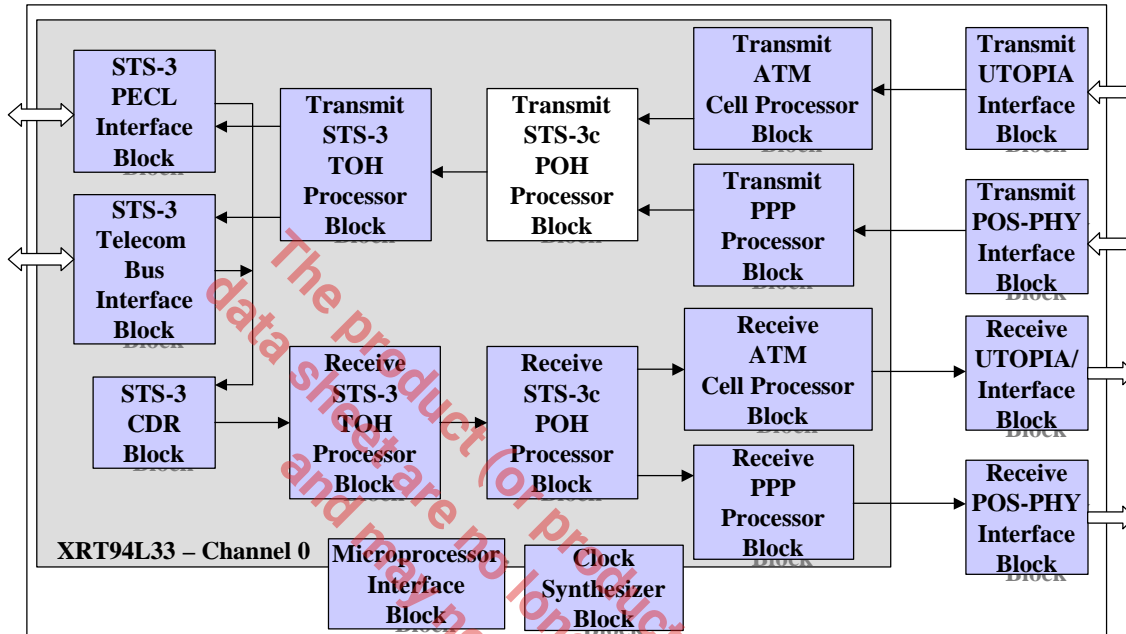 STS-3
PECL
Interface
Block
Transmit
STS-3
TOH
Processor
Block
Transmit
STS-3c
POH
Processor
Block
Transmit
ATM
Cell Processor
Block
Transmit
UTOPIA
Interface
Block
STS-3
Telecom
Bus
Interface
Block
Transmit
PPP
Processor
Block
Transmit
POS-PHY
Interface
Block
STS-3
CDR
Block
Receive
STS-3
TOH
Processor
Block
Receive
STS-3c
POH
Processor
Block
Receive
ATM
Cell Processor
Block
Receive
UTOPIA/
Interface
Block
Receive
PPP
Processor
Block
Receive
POS-PHY
Interface
Block
XRT94L33 – Channel 0
Microprocessor
Interface
Block
Clock
Synthesizer
Block
The product (or product
data sheet are no lon
and may no